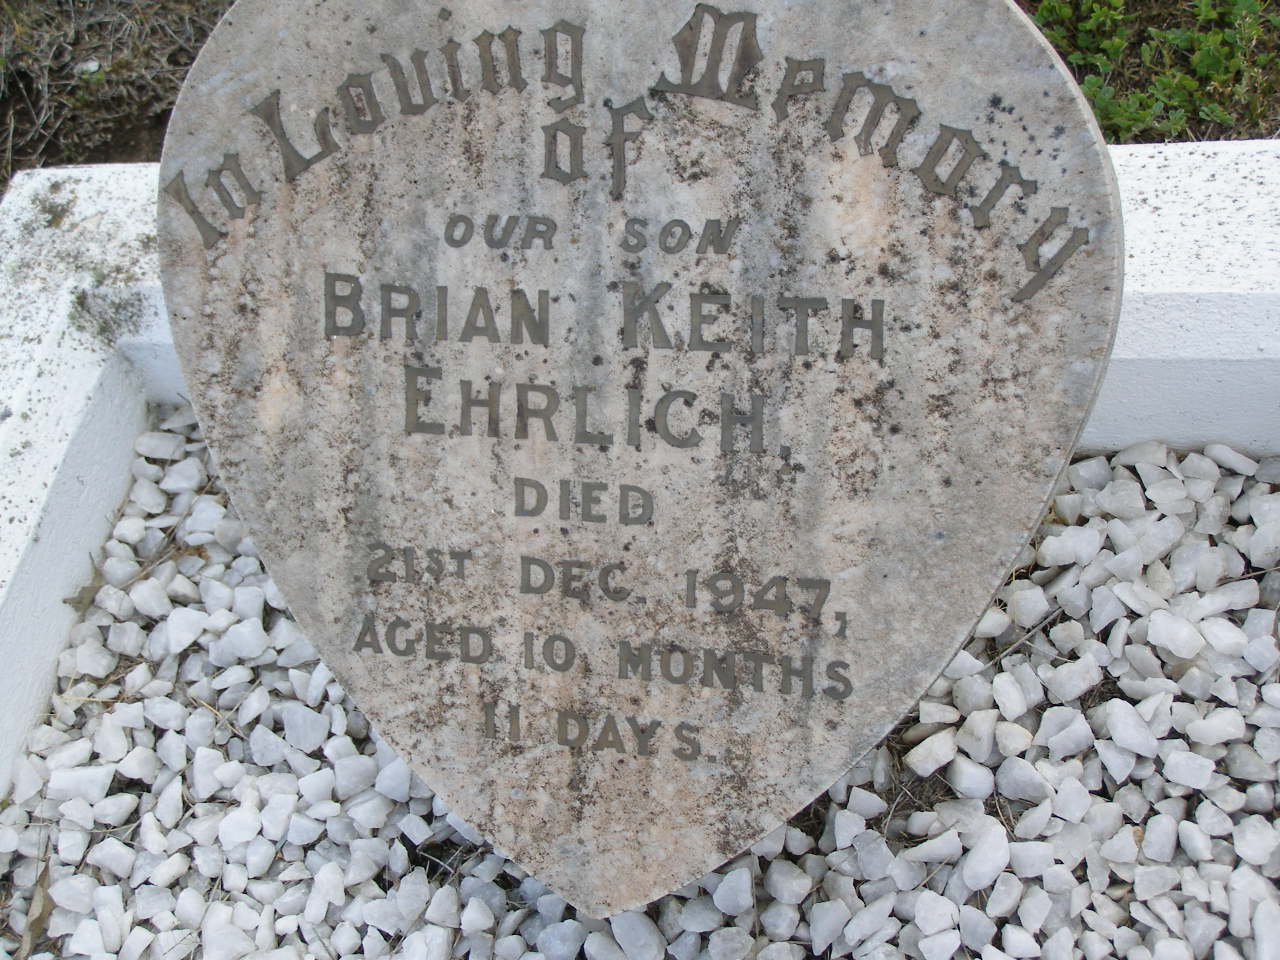 In Loving Memory
of
OUR SON
BRIAN KEITH
EHRLICH,
DIED
21ST DEC. 1947,
AGED 10 MONTHS
11 DAYS.